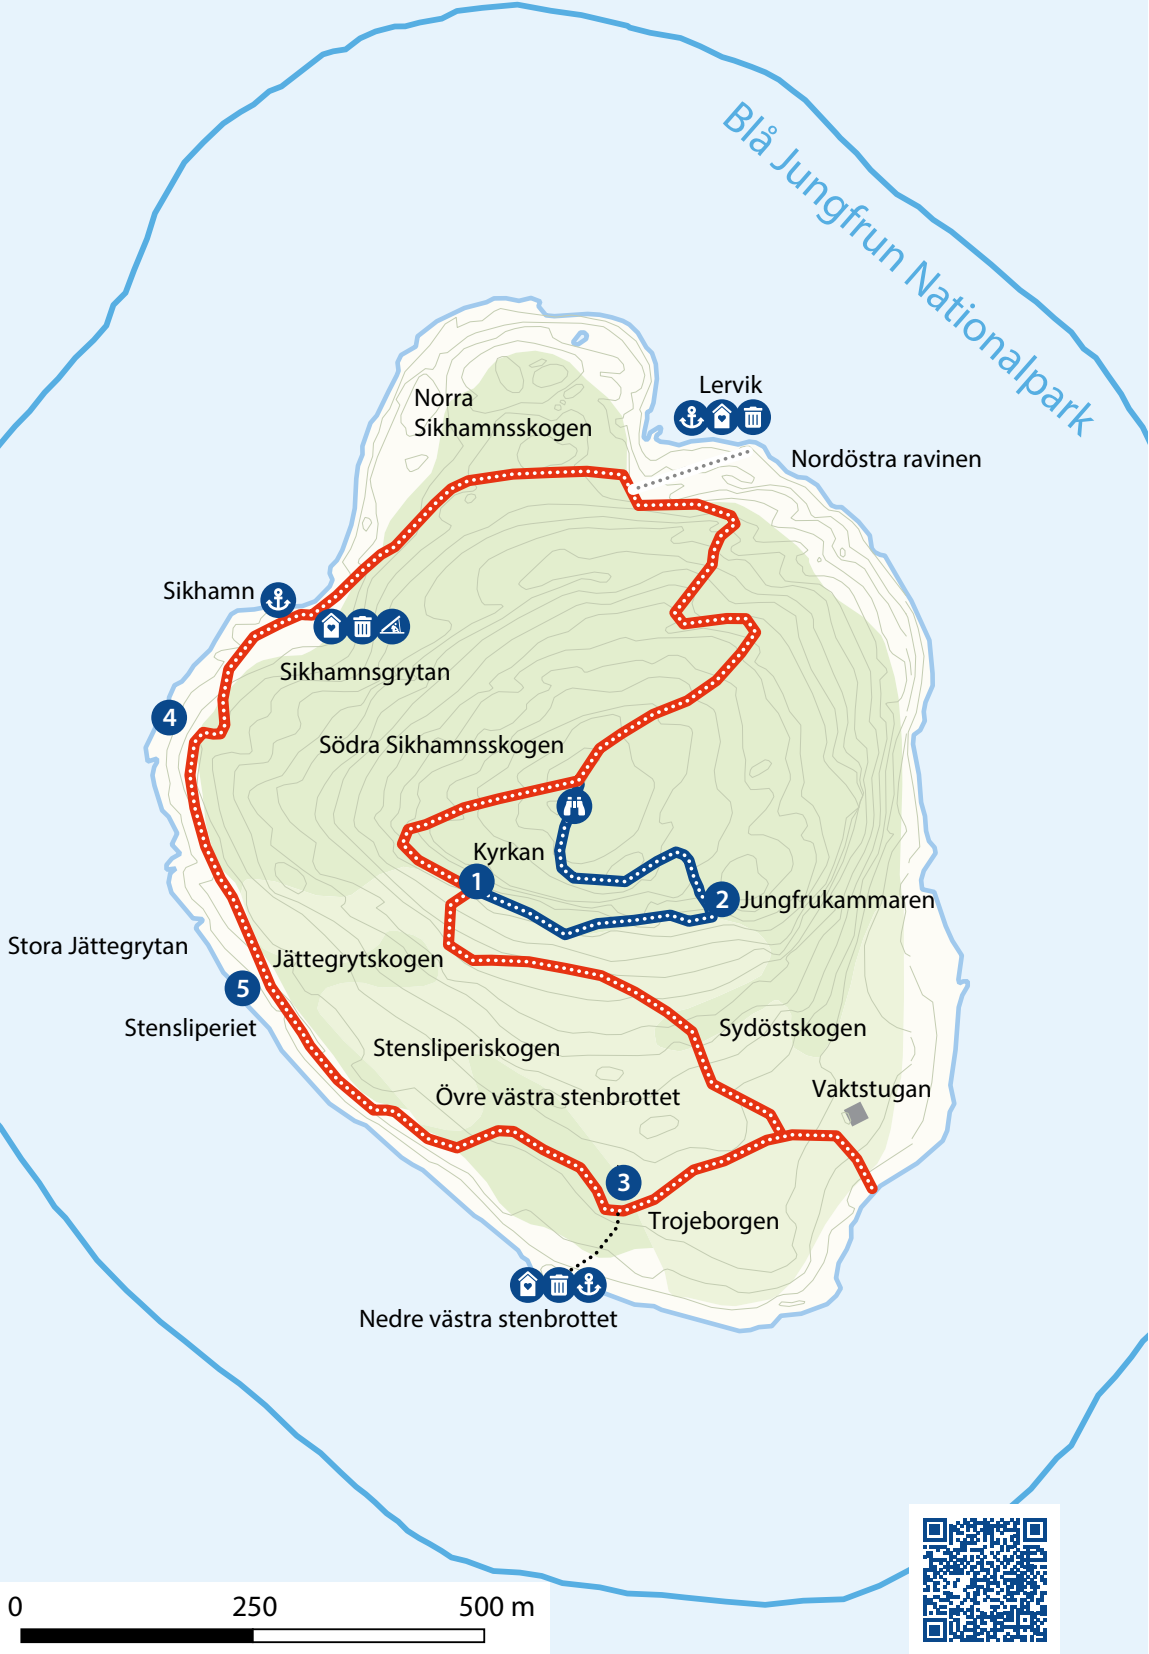 Blå Jungfrun Nationalpark
Lervik
Norra
Sikhamnsskogen
Nordöstra ravinen
Sikhamn
Sikhamnsgrytan
4
Södra Sikhamnsskogen
Kyrkan
1
2
Jungfrukammaren
Stora Jättegrytan
Jättegrytskogen
5
Stensliperiet
Sydöstskogen
Stensliperiskogen
Vaktstugan
Övre västra stenbrottet
3
Trojeborgen
Nedre västra stenbrottet
0 250 500 m